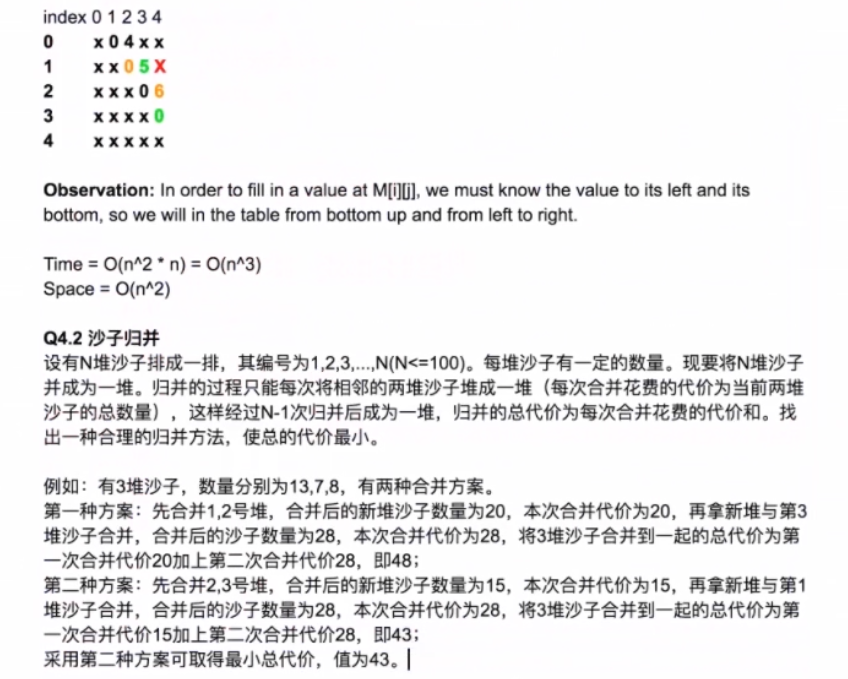 index 0 1 2 3 4
0 x 0 4 x x
1 x x 0 5 X
2 x x x 0 6
3 x x x x 0
4 x x x x x
Observation: In order to fill in a value at M[i][j], we must know the value to its left and its
bottom, so we will in the table from bottom up and from left to right.
Time = O(n^2 * n) = O(n^3)
Space = O(n^2)
Q4.2 沙子归并
设有N堆沙子排成一排，其编号为1,2,3,...,N(N<=100)。每堆沙子有一定的数量。现要将N堆沙子
并成为一堆。归并的过程只能每次将相邻的两堆沙子堆成一堆（每次合并花费的代价为当前两堆
沙子的总数量），这样经过N-1次归并后成为一堆，归并的总代价为每次合并花费的代价和。找
出一种合理的归并方法，使总的代价最小。
例如：有3堆沙子，数量分别为13,7,8，有两种合并方案。
第一种方案：先合并1,2号堆，合并后的新堆沙子数量为20，本次合并代价为20，再拿新堆与第3
堆沙子合并，合并后的沙子数量为28，本次合并代价为28，将3堆沙子合并到一起的总代价为第
一次合并代价20加上第二次合并代价28，即48；
第二种方案：先合并2,3号堆，合并后的新堆沙子数量为15，本次合并代价为15，再拿新堆与第1
堆沙子合并，合并后的沙子数量为28，本次合并代价为28，将3堆沙子合并到一起的总代价为第
一次合并代价15加上第二次合并代价28，即43；
采用第二种方案可取得最小总代价，值为43。